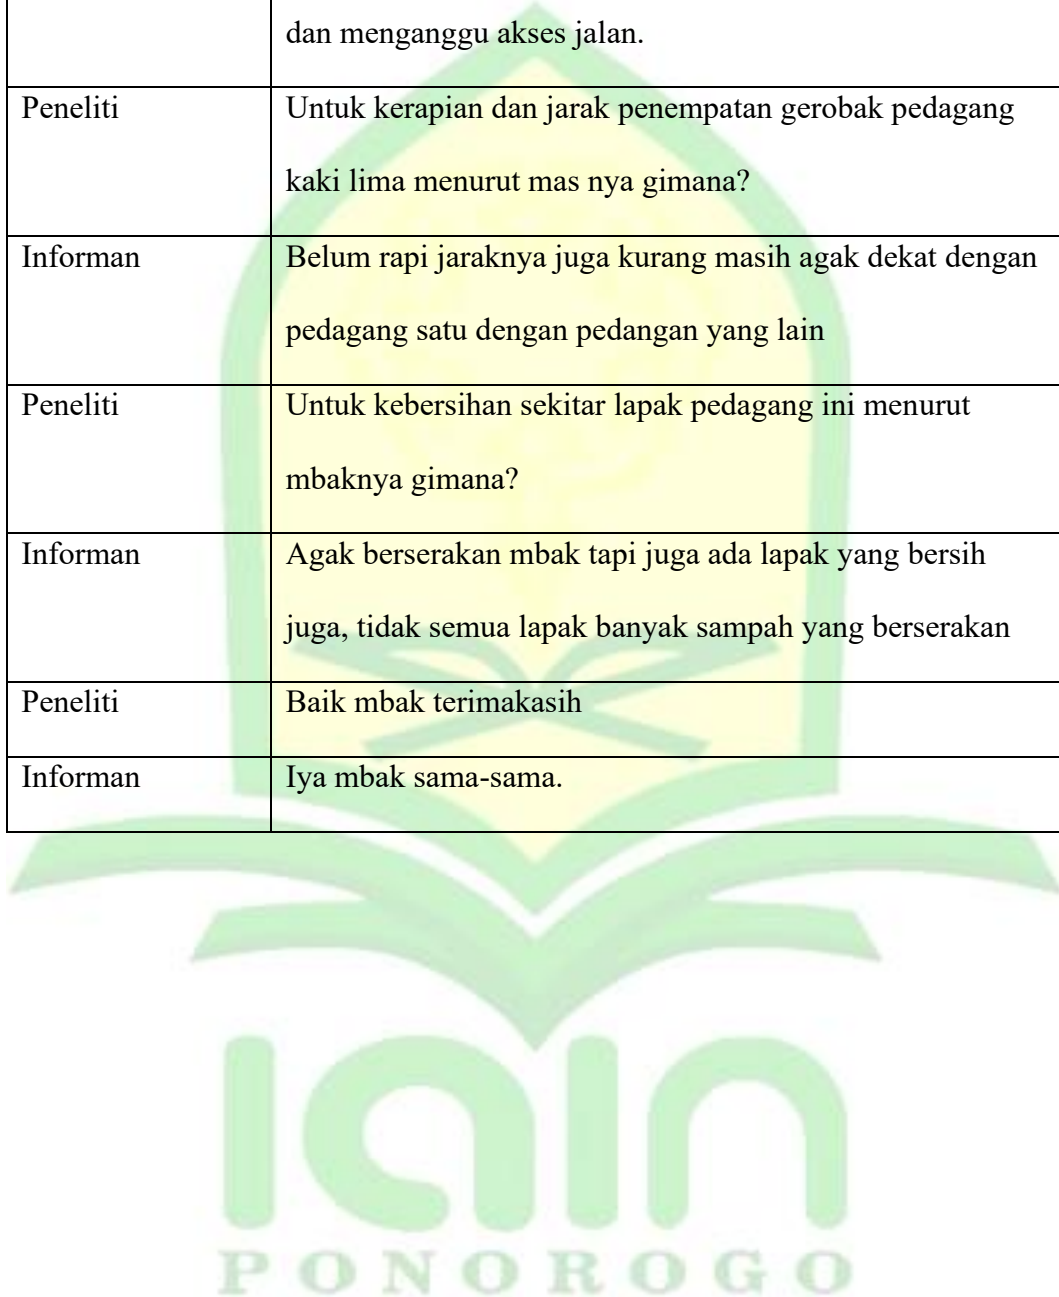 dan menganggu akses jalan.
Peneliti
Untuk kerapian dan jarak penempatan gerobak pedagang
kaki lima menurut mas nya gimana?
Informan
Belum rapi jaraknya juga kurang masih agak dekat dengan
pedagang satu dengan pedangan yang lain
Peneliti
Untuk kebersihan sekitar lapak pedagang ini menurut
mbaknya gimana?
Informan
Agak berserakan mbak tapi juga ada lapak yang bersih
juga, tidak semua lapak banyak sampah yang berserakan
Peneliti
Baik mbak terimakasih
Informan
Iya mbak sama-sama.
IAIN
PONOROGO